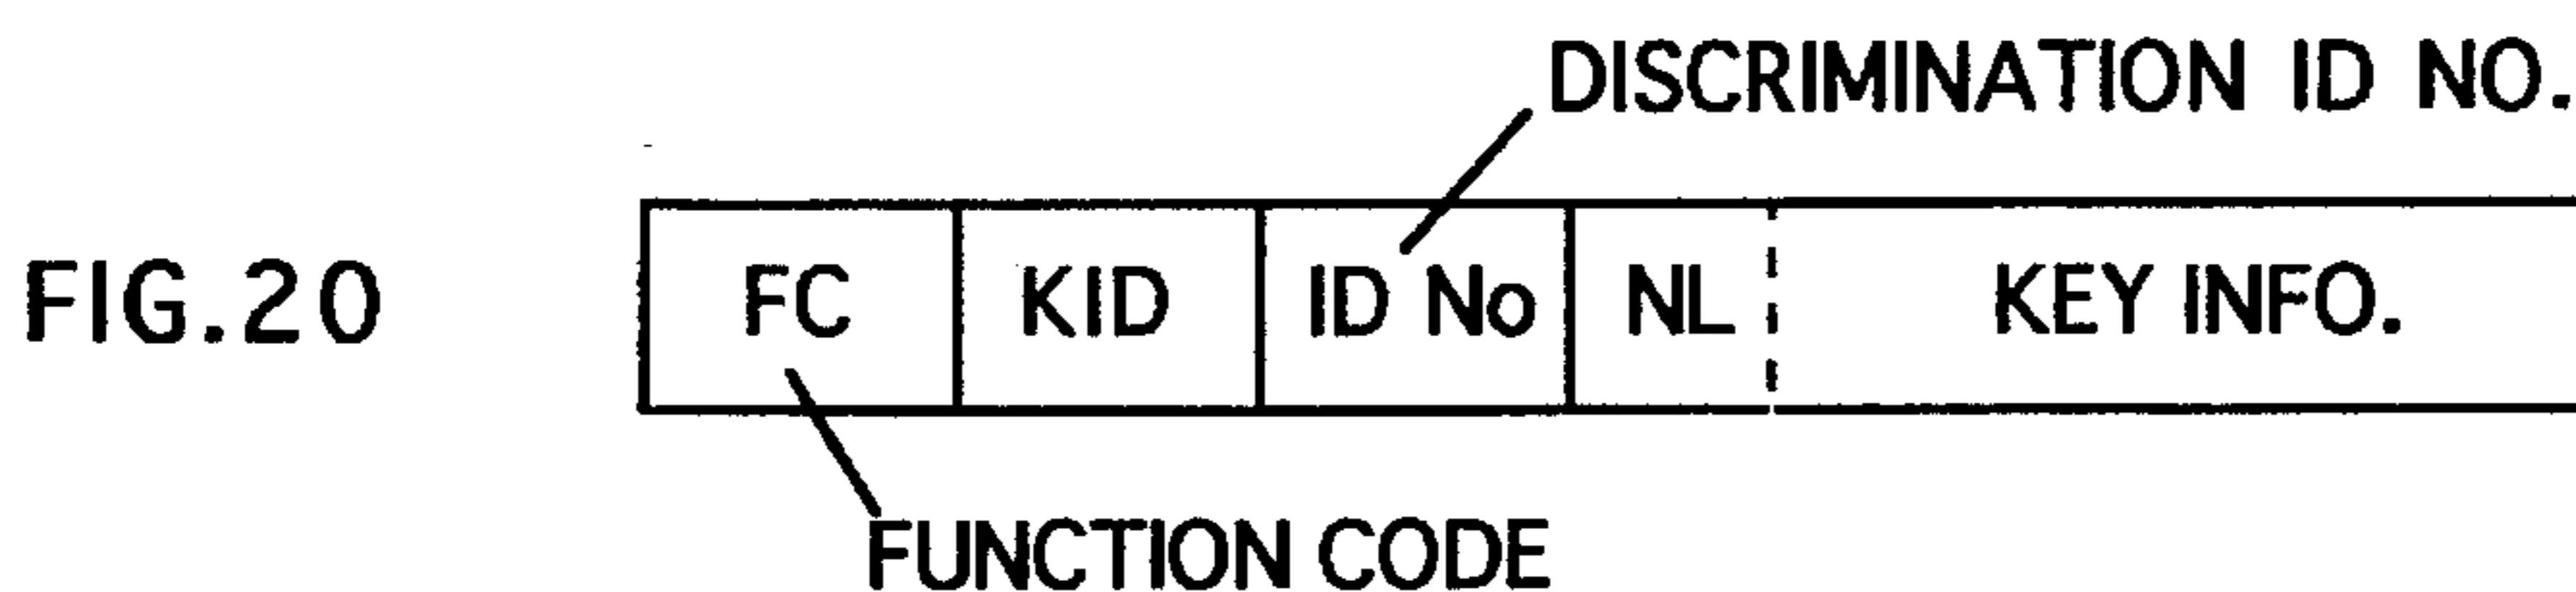 DISCRIMINATION ID NO.
FIG.20 FC KID ID No NL KEY INFO.
FUNCTION CODE